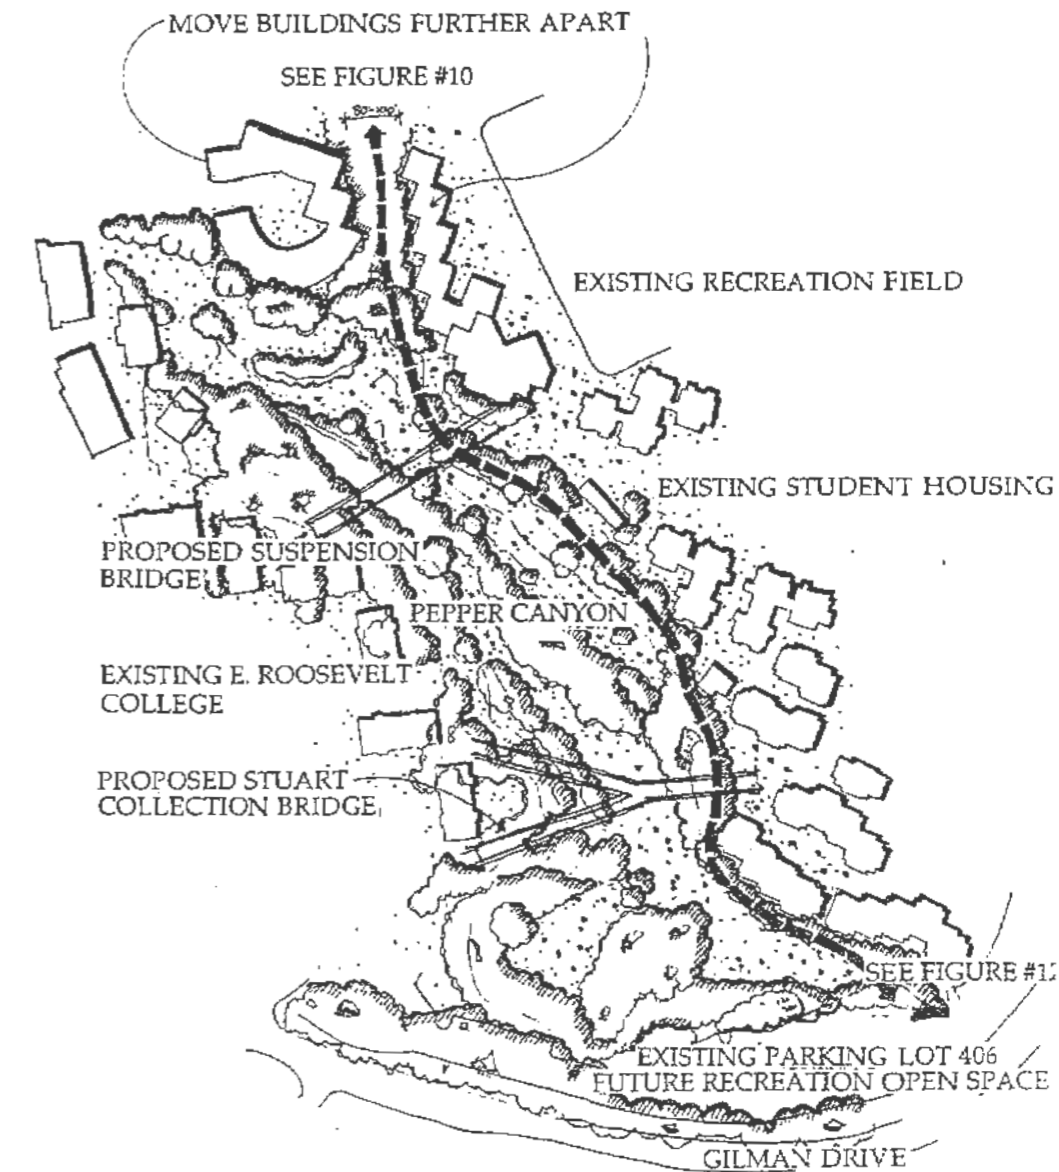 MOVE BUILDINGS FURTHER APART
SEE FIGURE #10
EXISTING RECREATION FIELD
EXISTING STUDENT HOUSING
PROPOSED SUSPENSION
BRIDGE
PEPPER CANYON
EXISTING E. ROOSEVELT
COLLEGE
PROPOSED STUART
COLLECTION BRIDGE
SEE FIGURE
EXISTING PARKING LOT 406
FUTURE RECREATION OPEN SPACE
GILMAN DRIVE